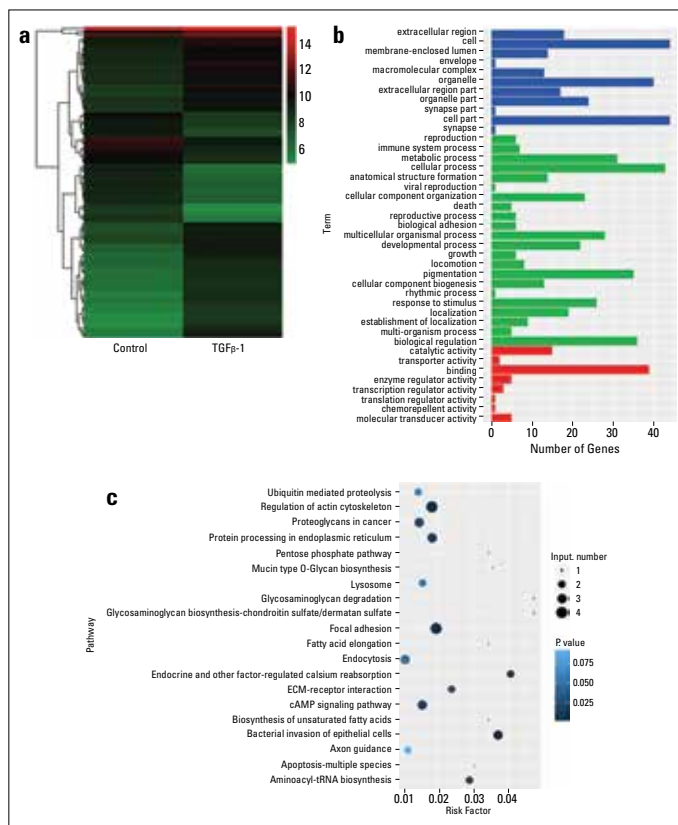 a
14
12
10
8
6
Control
TGFβ-1
b
Term
extracellular region
cell
membrane-enclosed lumen
envelope
macromolecular complex
organelle
extracellular region part
organelle part
synapse part
cell part
synapse
reproduction
immune system process
metabolic process
cellular process
anatomical structure formation
viral reproduction
cellular component organization
death
reproductive process
biological adhesion
multicellular organismal process
developmental process
growth
locomotion
pigmentation
cellular component biogenesis
rhythmic process
response to stimulus
localization
establishment of localization
multi-organism process
biological regulation
catalytic activity
transporter activity
binding
enzyme regulator activity
transcription regulator activity
translation regulator activity
chemorepellent activity
molecular transducer activity
0 10 20 30 40
Number of Genes
c
Pathway
Ubiquitin mediated proteolysis
Regulation of actin cytoskeleton
Proteoglycans in cancer
Protein processing in endoplasmic reticulum
Pentose phosphate pathway
Mucin type O-Glycan biosynthesis
Lysosome
Glycosaminoglycan degradation
Glycosaminoglycan biosynthesis-chondroitin sulfate/dermatan sulfate
Focal adhesion
Fatty acid elongation
Endocytosis
Endocrine and other factor-regulated calsium reabsorption
ECM-receptor interaction
cAMP signaling pathway
Biosynthesis of unsaturated fatty acids
Bacterial invasion of epithelial cells
Axon guidance
Apoptosis-multiple species
Aminoacyl-tRNA biosynthesis
0.01 0.02 0.03 0.04
Risk Factor
Input. number
1
2
3
4
P. value
0.075
0.050
0.025